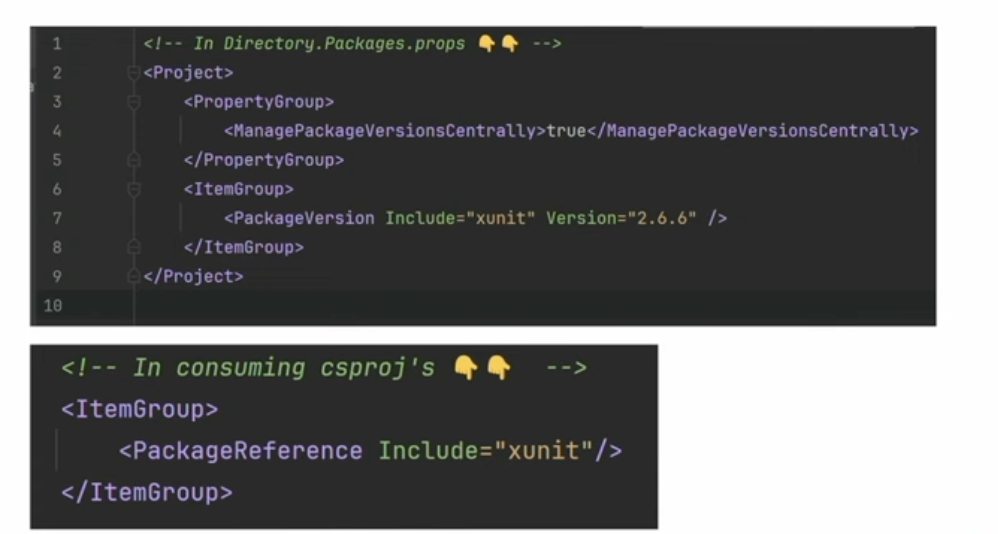 1 <!-- In Directory.Packages.props 👇👇 -->
2 <Project>
3 <PropertyGroup>
4 <ManagePackageVersionsCentrally>true</ManagePackageVersionsCentrally>
5 </PropertyGroup>
6 <ItemGroup>
7 <PackageVersion Include="xunit" Version="2.6.6" />
8 </ItemGroup>
9 </Project>
10
<!-- In consuming csproj's 👇👇 -->
<ItemGroup>
<PackageReference Include="xunit"/>
</ItemGroup>